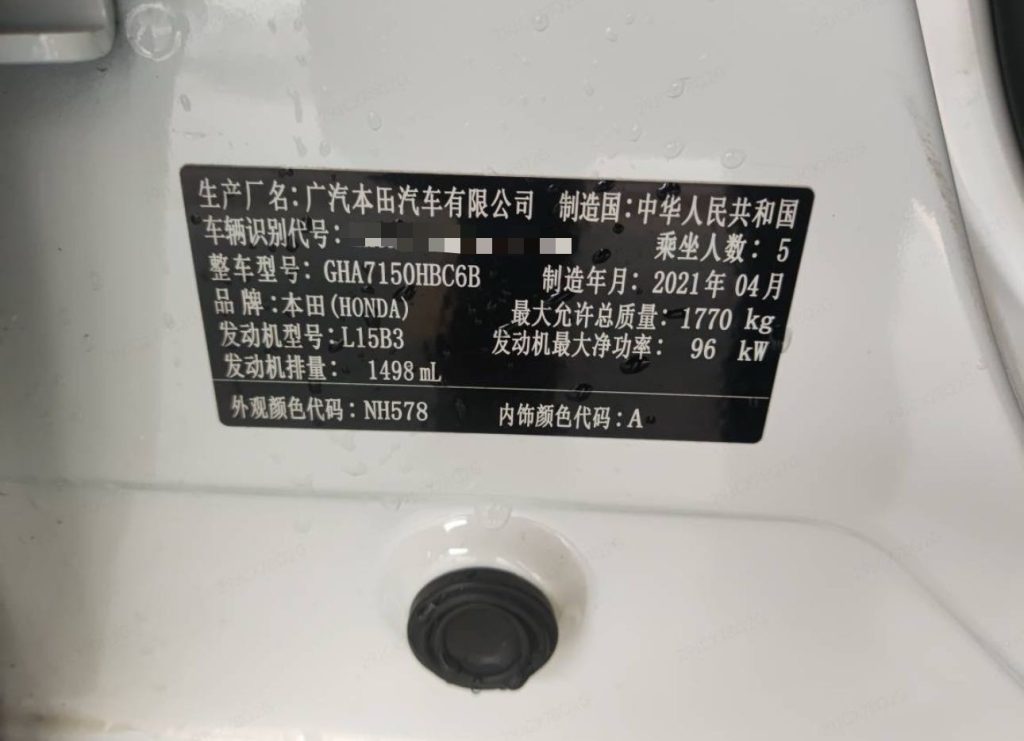 生产厂名:广汽本田汽车有限公司 制造国:中华人民共和国
车辆识别代号: 乘坐人数: 5
整车型号: GHA7150HBC6B 制造年月: 2021年 04月
品 牌:本田(HONDA) 最大允许总质量: 1770 kg
发动机型号:L15B3 发动机最大净功率: 96 kW
发动机排量: 1498 mL
外观颜色代码: NH578 内饰颜色代码: A